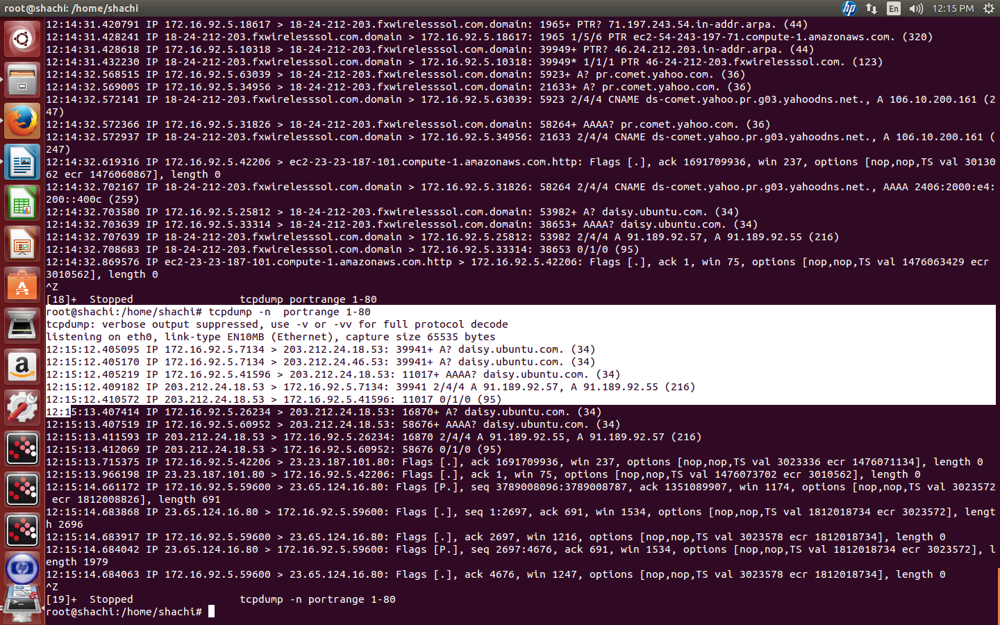 root@shachi: /home/shachi
En
12:15 PM
12:14:31.420791 IP 172.16.92.5.18617 > 18-24-212-203.fxwirelesssol.com.domain: 1965+ PTR? 71.197.243.54.in-addr.arpa. (44)
12:14:31.428241 IP 18-24-212-203.fxwirelesssol.com.domain > 172.16.92.5.18617: 1965 1/5/6 PTR ec2-54-243-197-71.compute-1.amazonaws.com. (320)
12:14:31.428618 IP 172.16.92.5.10318 > 18-24-212-203.fxwirelesssol.com.domain: 39949+ PTR? 46.24.212.203.in-addr.arpa. (44)
12:14:31.432230 IP 18-24-212-203.fxwirelesssol.com.domain > 172.16.92.5.10318: 39949* 1/1/1 PTR 46-24-212-203.fxwirelesssol.com. (123)
12:14:32.568515 IP 172.16.92.5.63039 > 18-24-212-203.fxwirelesssol.com.domain: 5923+ A? pr.comet.yahoo.com. (36)
12:14:32.569005 IP 172.16.92.5.34956 > 18-24-212-203.fxwirelesssol.com.domain: 21633+ A? pr.comet.yahoo.com. (36)
12:14:32.572141 IP 18-24-212-203.fxwirelesssol.com.domain > 172.16.92.5.63039: 5923 2/4/4 CNAME ds-comet.yahoo.pr.g03.yahoodns.net., A 106.10.200.161 (2
47)
12:14:32.572366 IP 172.16.92.5.31826 > 18-24-212-203.fxwirelesssol.com.domain: 58264+ AAAA? pr.comet.yahoo.com. (36)
12:14:32.572937 IP 18-24-212-203.fxwirelesssol.com.domain > 172.16.92.5.34956: 21633 2/4/4 CNAME ds-comet.yahoo.pr.g03.yahoodns.net., A 106.10.200.161 (
247)
12:14:32.619316 IP 172.16.92.5.42206 > ec2-23-23-187-101.compute-1.amazonaws.com.http: Flags [.], ack 1691709936, win 237, options [nop,nop,TS val 30130
62 ecr 1476060867], length 0
12:14:32.702167 IP 18-24-212-203.fxwirelesssol.com.domain > 172.16.92.5.31826: 58264 2/4/4 CNAME ds-comet.yahoo.pr.g03.yahoodns.net., AAAA 2406:2000:e4:
200::400c (259)
12:14:32.703580 IP 172.16.92.5.25812 > 18-24-212-203.fxwirelesssol.com.domain: 53982+ A? daisy.ubuntu.com. (34)
12:14:32.703639 IP 172.16.92.5.33314 > 18-24-212-203.fxwirelesssol.com.domain: 38653+ AAAA? daisy.ubuntu.com. (34)
12:14:32.707639 IP 18-24-212-203.fxwirelesssol.com.domain > 172.16.92.5.25812: 53982 2/4/4 A 91.189.92.57, A 91.189.92.55 (216)
12:14:32.708683 IP 18-24-212-203.fxwirelesssol.com.domain > 172.16.92.5.33314: 38653 0/1/0 (95)
12:14:32.869576 IP ec2-23-23-187-101.compute-1.amazonaws.com.http > 172.16.92.5.42206: Flags [.], ack 1, win 75, options [nop,nop,TS val 1476063429 ecr
3010562], length 0
^Z
[18]+  Stopped                 tcpdump portrange 1-80
root@shachi:/home/shachi# tcpdump -n  portrange 1-80
tcpdump: verbose output suppressed, use -v or -vv for full protocol decode
listening on eth0, link-type EN10MB (Ethernet), capture size 65535 bytes
12:15:12.405095 IP 172.16.92.5.7134 > 203.212.24.18.53: 39941+ A? daisy.ubuntu.com. (34)
12:15:12.405170 IP 172.16.92.5.7134 > 203.212.24.46.53: 39941+ A? daisy.ubuntu.com. (34)
12:15:12.405219 IP 172.16.92.5.41596 > 203.212.24.18.53: 11017+ AAAA? daisy.ubuntu.com. (34)
12:15:12.409182 IP 203.212.24.18.53 > 172.16.92.5.7134: 39941 2/4/4 A 91.189.92.57, A 91.189.92.55 (216)
12:15:12.410572 IP 203.212.24.18.53 > 172.16.92.5.41596: 11017 0/1/0 (95)
12:15:13.407414 IP 172.16.92.5.26234 > 203.212.24.18.53: 16870+ A? daisy.ubuntu.com. (34)
12:15:13.407519 IP 172.16.92.5.60952 > 203.212.24.18.53: 58676+ AAAA? daisy.ubuntu.com. (34)
12:15:13.411593 IP 203.212.24.18.53 > 172.16.92.5.26234: 16870 2/4/4 A 91.189.92.55, A 91.189.92.57 (216)
12:15:13.412069 IP 203.212.24.18.53 > 172.16.92.5.60952: 58676 0/1/0 (95)
12:15:13.715375 IP 172.16.92.5.42206 > 23.23.187.101.80: Flags [.], ack 1691709936, win 237, options [nop,nop,TS val 3023336 ecr 1476071134], length 0
12:15:13.966198 IP 23.23.187.101.80 > 172.16.92.5.42206: Flags [.], ack 1, win 75, options [nop,nop,TS val 1476073702 ecr 3010562], length 0
12:15:14.661172 IP 172.16.92.5.59600 > 23.65.124.16.80: Flags [P.], seq 3789008096:3789008787, ack 1351089907, win 1174, options [nop,nop,TS val 3023572
 ecr 1812008826], length 691
12:15:14.683868 IP 23.65.124.16.80 > 172.16.92.5.59600: Flags [.], seq 1:2697, ack 691, win 1534, options [nop,nop,TS val 1812018734 ecr 3023572], lengt
h 2696
12:15:14.683917 IP 172.16.92.5.59600 > 23.65.124.16.80: Flags [.], ack 2697, win 1216, options [nop,nop,TS val 3023578 ecr 1812018734], length 0
12:15:14.684042 IP 23.65.124.16.80 > 172.16.92.5.59600: Flags [P.], seq 2697:4676, ack 691, win 1534, options [nop,nop,TS val 1812018734 ecr 3023572], l
ength 1979
12:15:14.684063 IP 172.16.92.5.59600 > 23.65.124.16.80: Flags [.], ack 4676, win 1247, options [nop,nop,TS val 3023578 ecr 1812018734], length 0
^Z
[19]+  Stopped                 tcpdump -n portrange 1-80
root@shachi:/home/shachi#